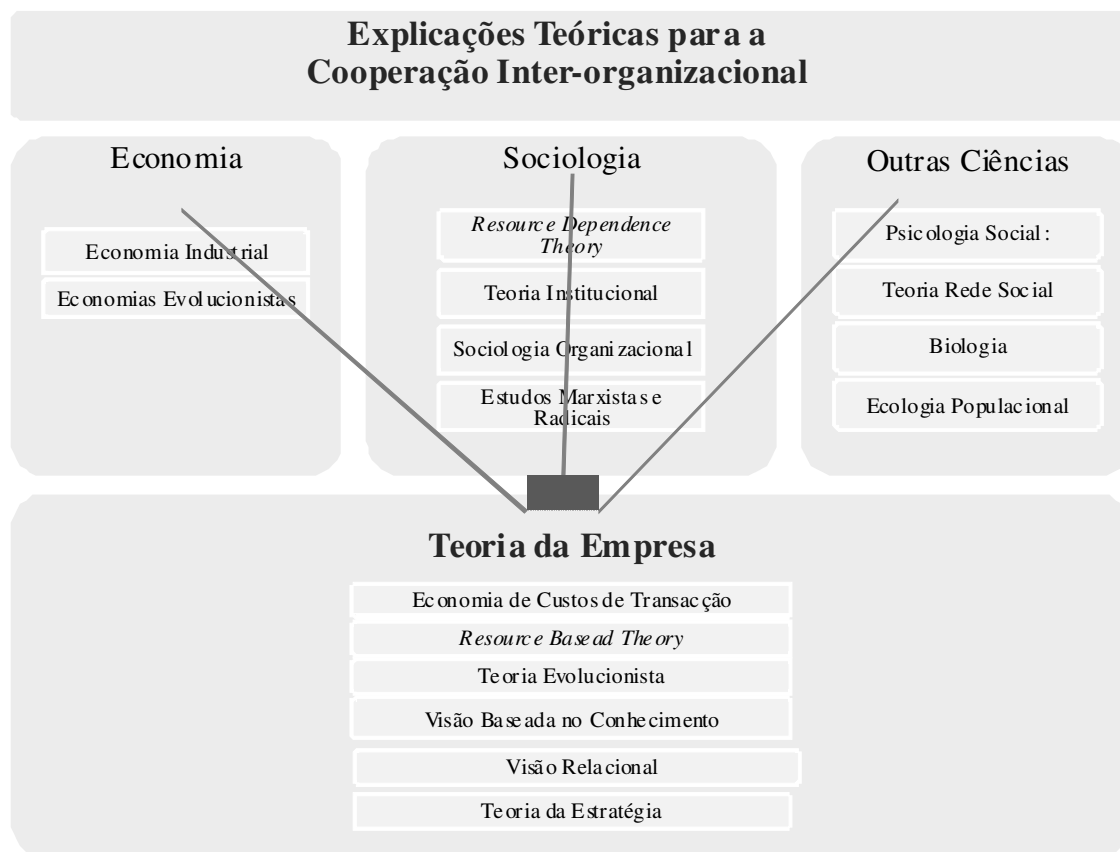 Explicações Teóricas para a
Cooperação Inter-organizacional
Economia
Economia Industrial
Economias Evolucionistas
Sociologia
Resource Dependence
Theory
Teoria Institucional
Sociologia Organizacional
Estudos Marxistas e
Radicais
Outras Ciências
Psicologia Social:
Teoria Rede Social
Biologia
Ecologia Populacional
Teoria da Empresa
Economia de Custos de Transacção
Resource Basead Theory
Teoria Evolucionista
Visão Baseada no Conhecimento
Visão Relacional
Teoria da Estratégia